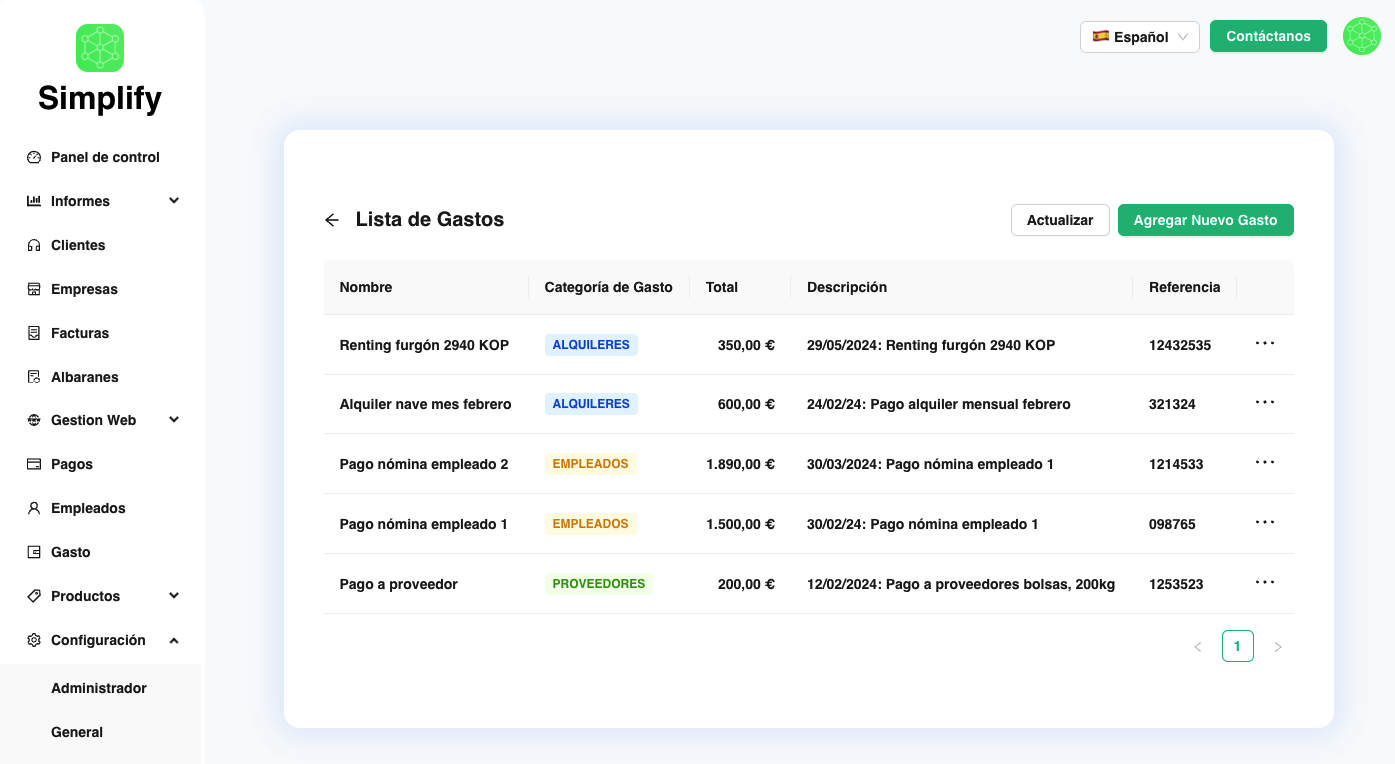 Simplify
Panel de control
Informes
Clientes
Empresas
Facturas
Albaranes
Gestion Web
Pagos
Empleados
Gasto
Productos
Configuración
Administrador
General
Español
Contáctanos
Lista de Gastos
Actualizar
Agregar Nuevo Gasto
Nombre Categoría de Gasto Total Descripción Referencia
Renting furgón 2940 KOP ALQUILERES 350,00 € 29/05/2024: Renting furgón 2940 KOP 12432535
Alquiler nave mes febrero ALQUILERES 600,00 € 24/02/24: Pago alquiler mensual febrero 321324
Pago nómina empleado 2 EMPLEADOS 1.890,00 € 30/03/2024: Pago nómina empleado 1 1214533
Pago nómina empleado 1 EMPLEADOS 1.500,00 € 30/02/24: Pago nómina empleado 1 098765
Pago a proveedor PROVEEDORES 200,00 € 12/02/2024: Pago a proveedores bolsas, 200kg 1253523
1